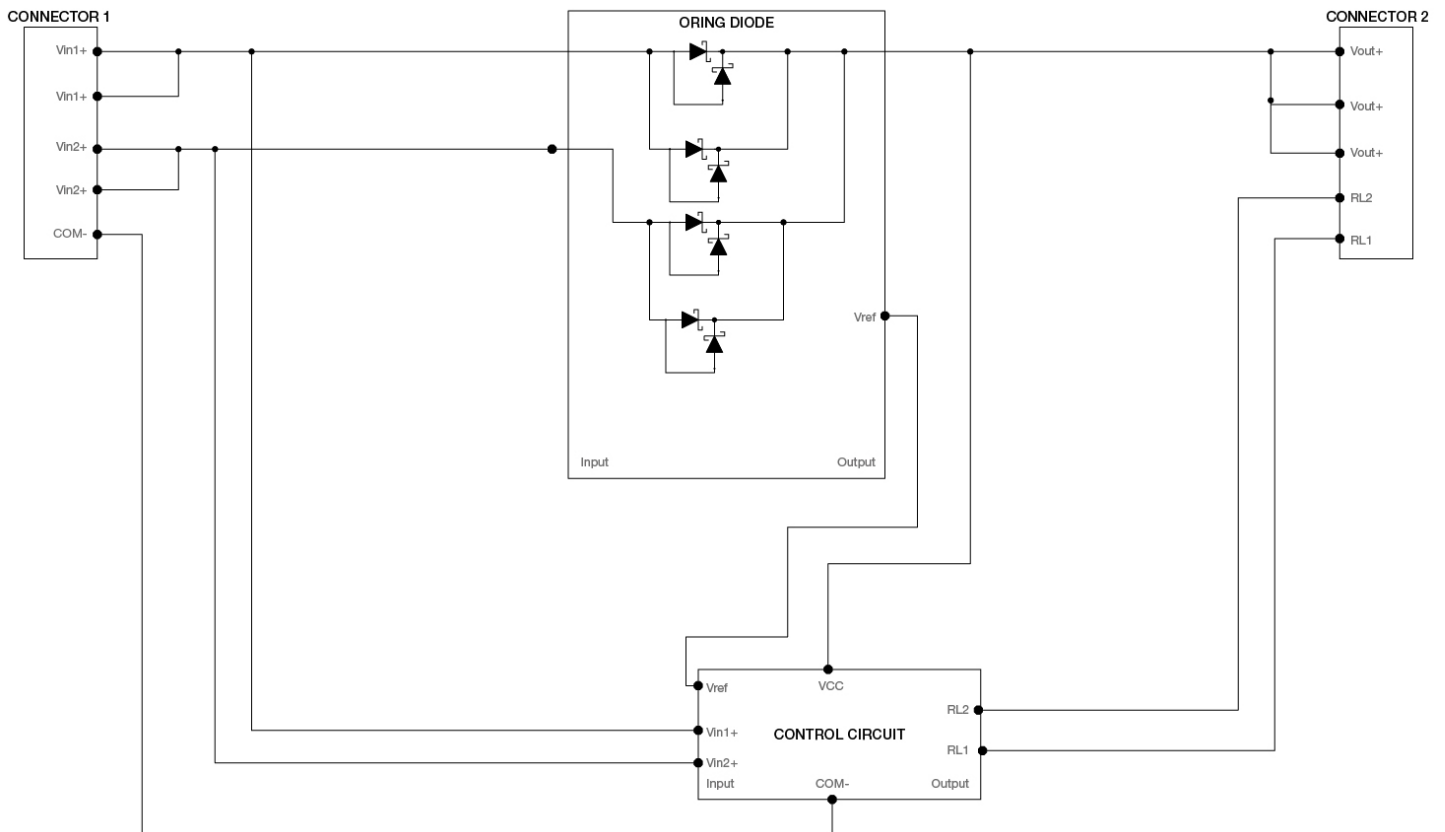 CONNECTOR 1
Vin1+
Vin1+
Vin2+
Vin2+
COM-
ORING DIODE
Vref
Input
Output
CONNECTOR 2
Vout+
Vout+
Vout+
RL2
RL1
Vref
VCC
RL2
Vin1+
CONTROL CIRCUIT
RL1
Vin2+
Input
COM-
Output